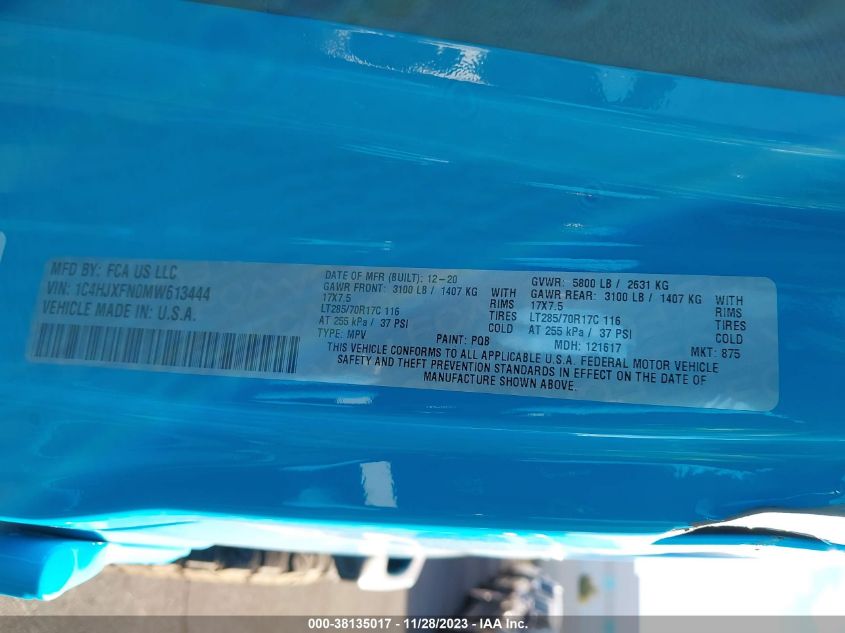 MFD BY: FCA US LLC
VIN: 1C4HJXFN0MW613444
VEHICLE MADE IN: U.S.A.
DATE OF MFR (BUILT): 12-20
GAWR FRONT: 3100 LB / 1407 KG WITH
17X7.5 RIMS
LT285/70R17C 116 TIRES
AT 255 kPa / 37 PSI COLD
TYPE: MPV PAINT: PQB
GVWR: 5800 LB / 2631 KG
GAWR REAR: 3100 LB / 1407 KG WITH
17X7.5 RIMS
LT285/70R17C 116 TIRES
AT 255 kPa / 37 PSI COLD
MDH: 121617 MKT: 875
THIS VEHICLE CONFORMS TO ALL APPLICABLE U.S.A. FEDERAL MOTOR VEHICLE
SAFETY AND THEFT PREVENTION STANDARDS IN EFFECT ON THE DATE OF
MANUFACTURE SHOWN ABOVE.
000-38135017 - 11/28/2023 - IAA Inc.